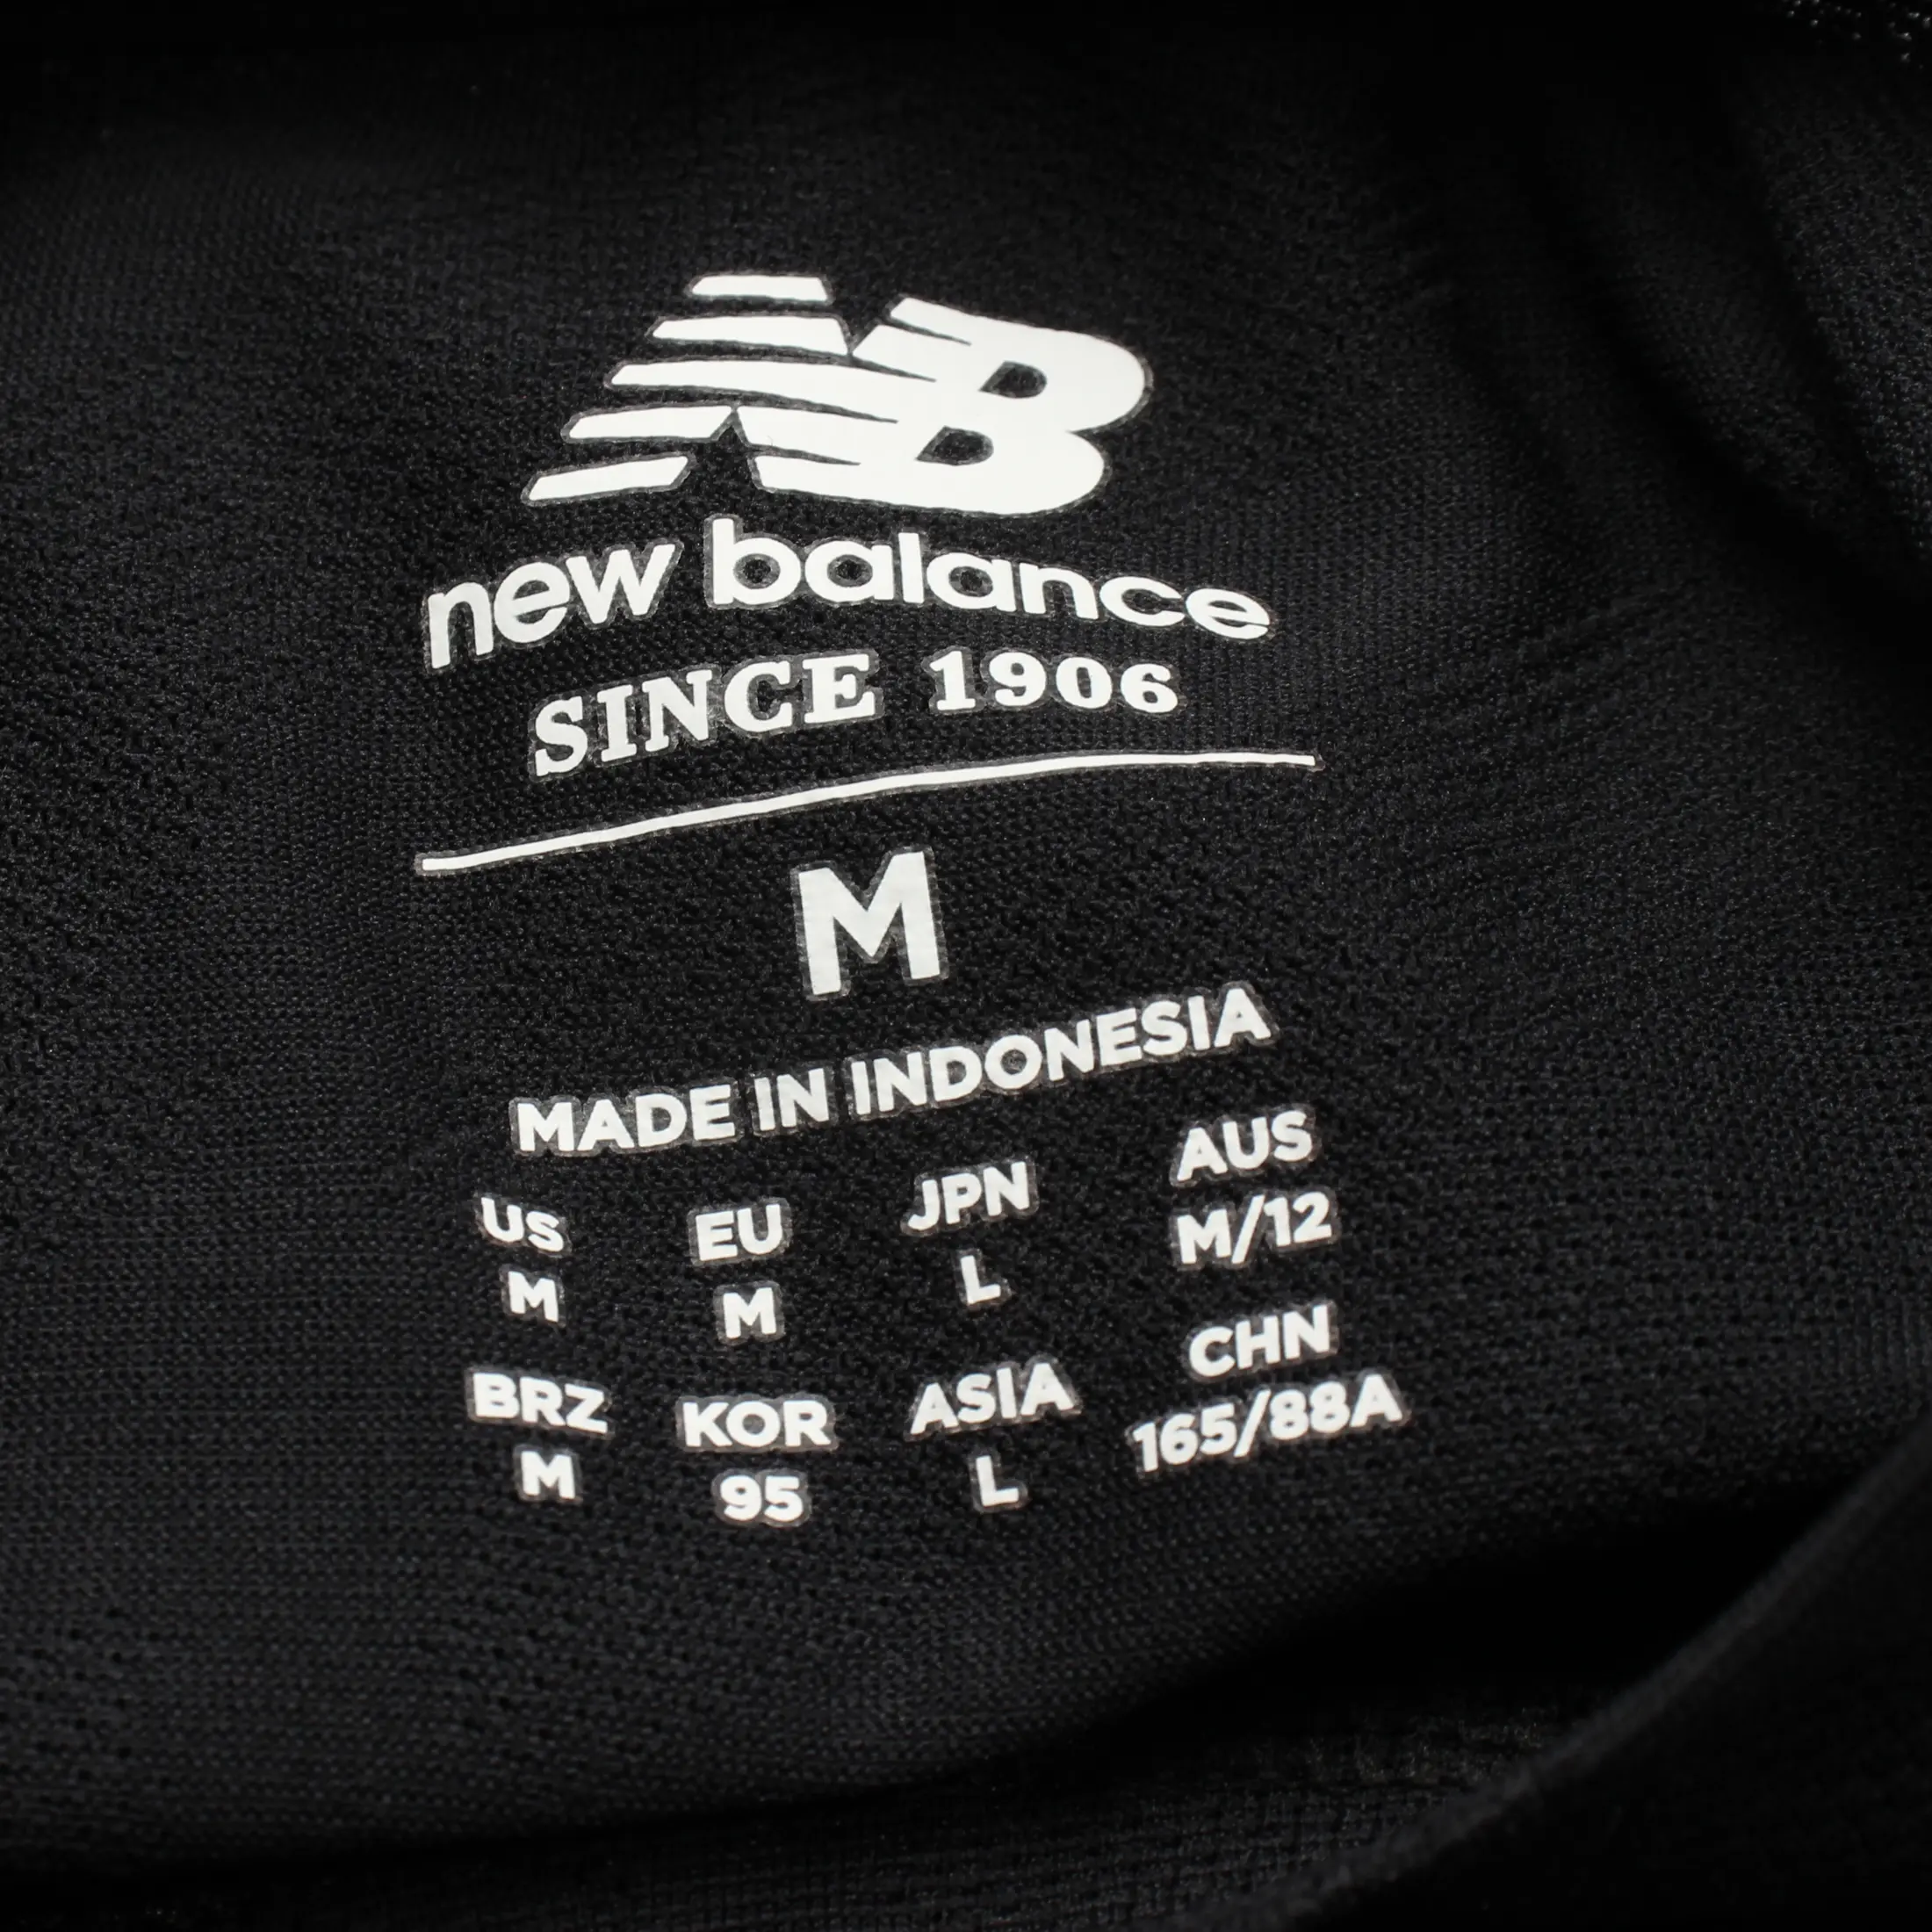 NB
new balance
SINCE 1906
M
MADE IN INDONESIA
US EU JPN AUS
M M L M/12
BRZ KOR ASIA CHN
M 95 L 165/88A